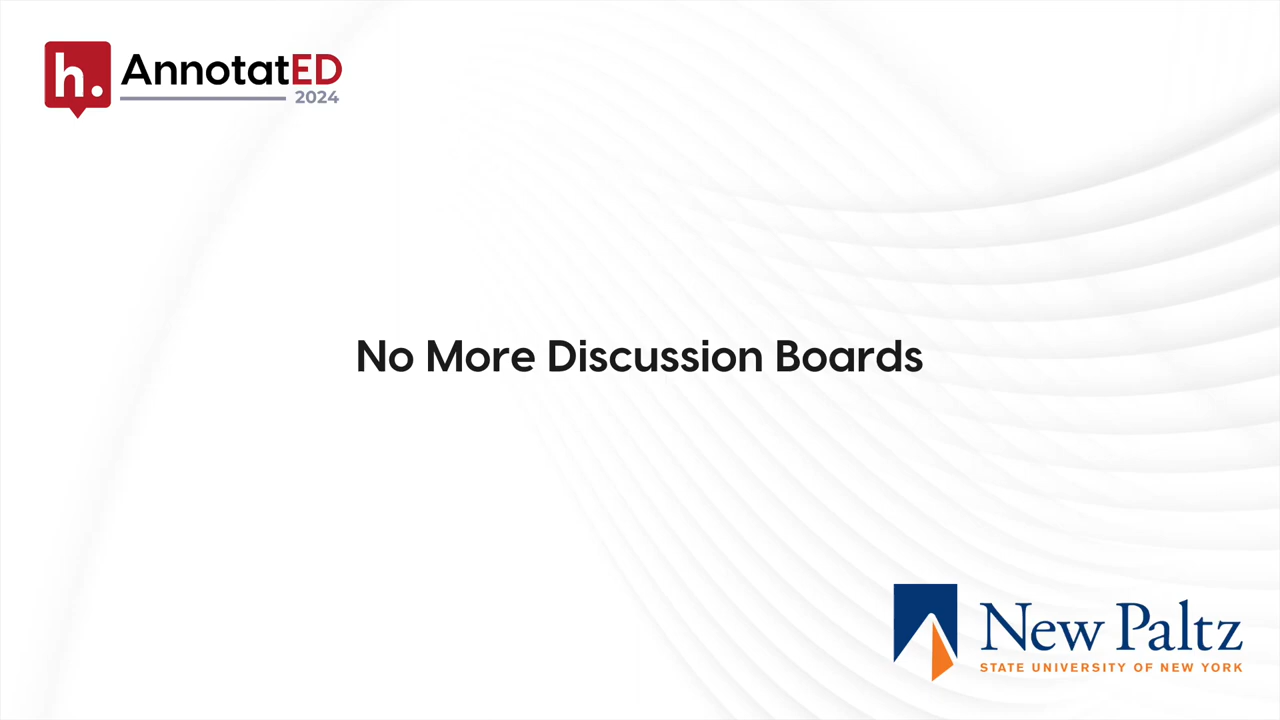 h. AnnotatED
2024
No More Discussion Boards
New Paltz
STATE UNIVERSITY OF NEW YORK